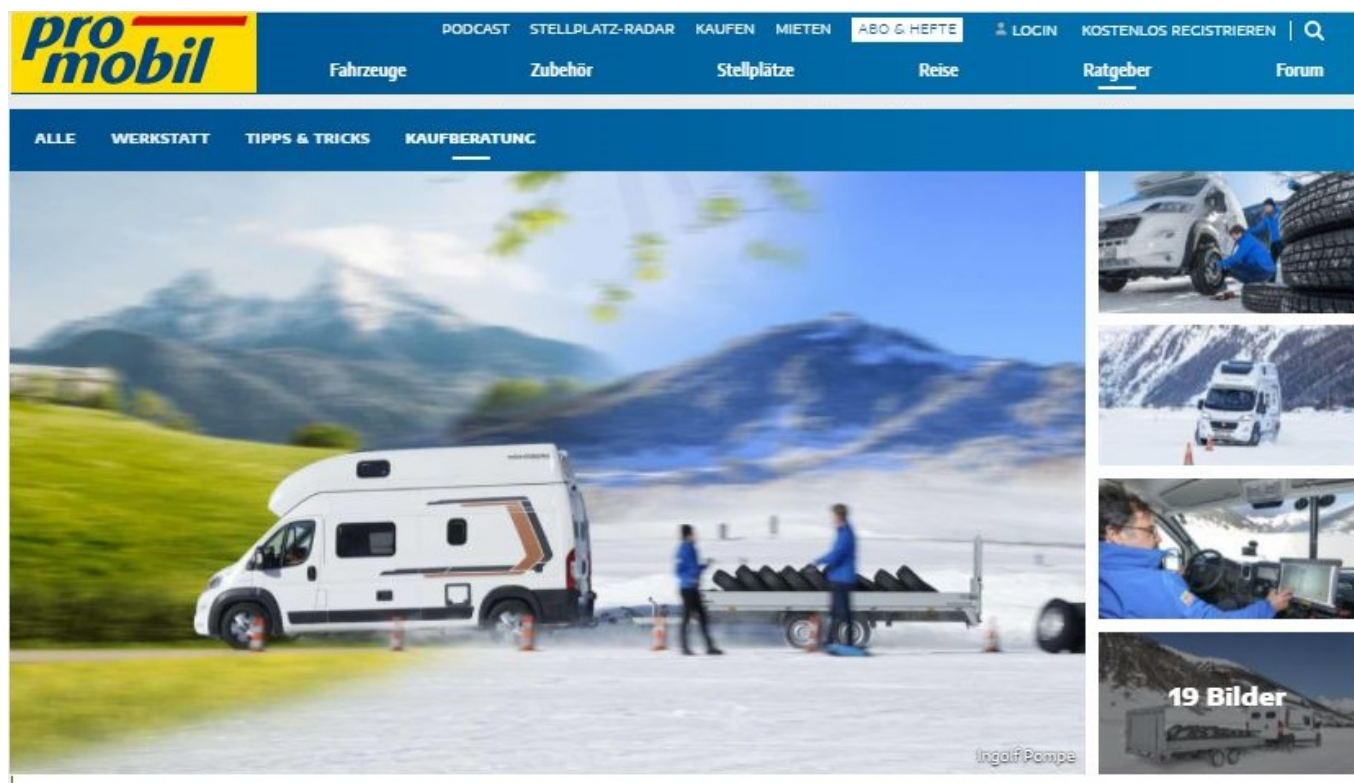 pro mobil
PODCAST STELLPLATZ-RADAR KAUFEN MIETEN ABO & HEFTE LOGIN KOSTENLOS REGISTRIEREN
Fahrzeuge Zubehör Stellplätze Reise Ratgeber Forum
ALLE WERKSTATT TIPPS & TRICKS KAUFBERATUNG
19 Bilder
Ingolf Pompe